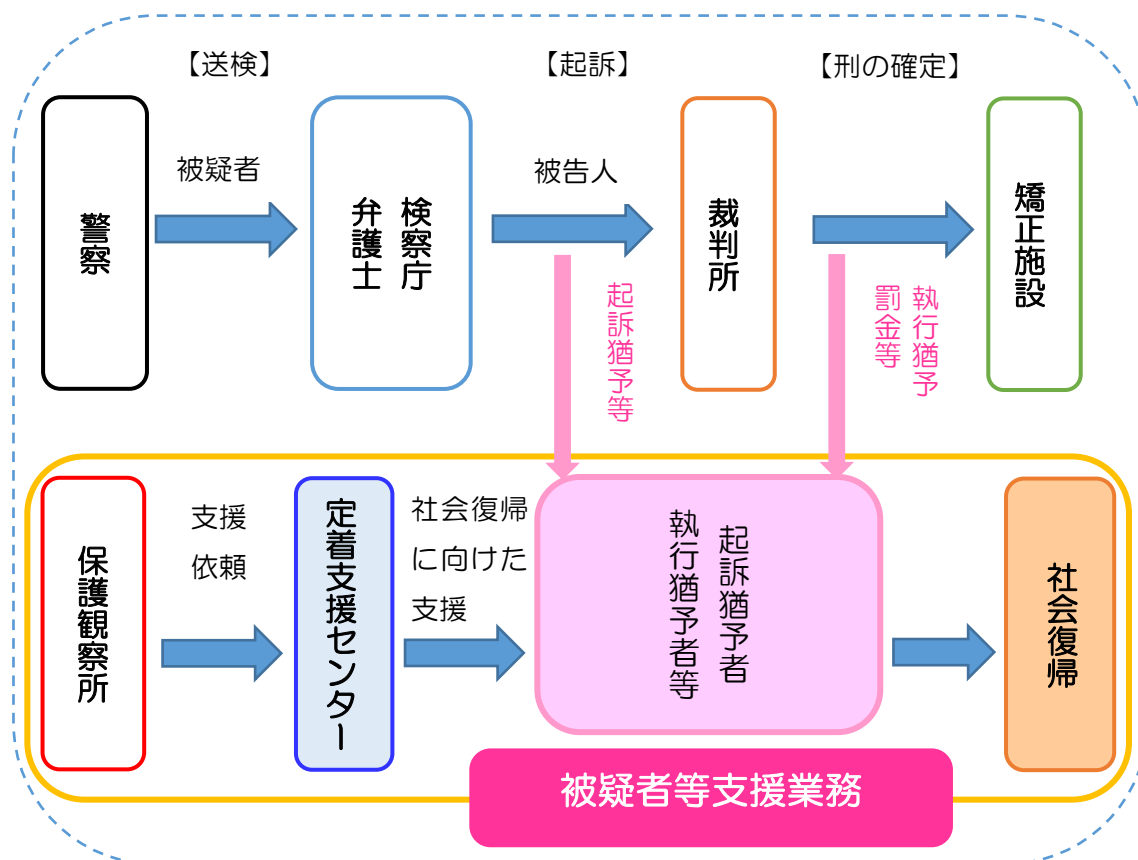 【送検】
【起訴】
【刑の確定】
警察
被疑者
検察庁
弁護士
被告人
裁判所
矯正施設
起訴猶予等
執行猶予
罰金等
保護観察所
支援
依頼
定着支援センター
社会復帰
に向けた
支援
起訴猶予者
執行猶予者等
社会復帰
被疑者等支援業務